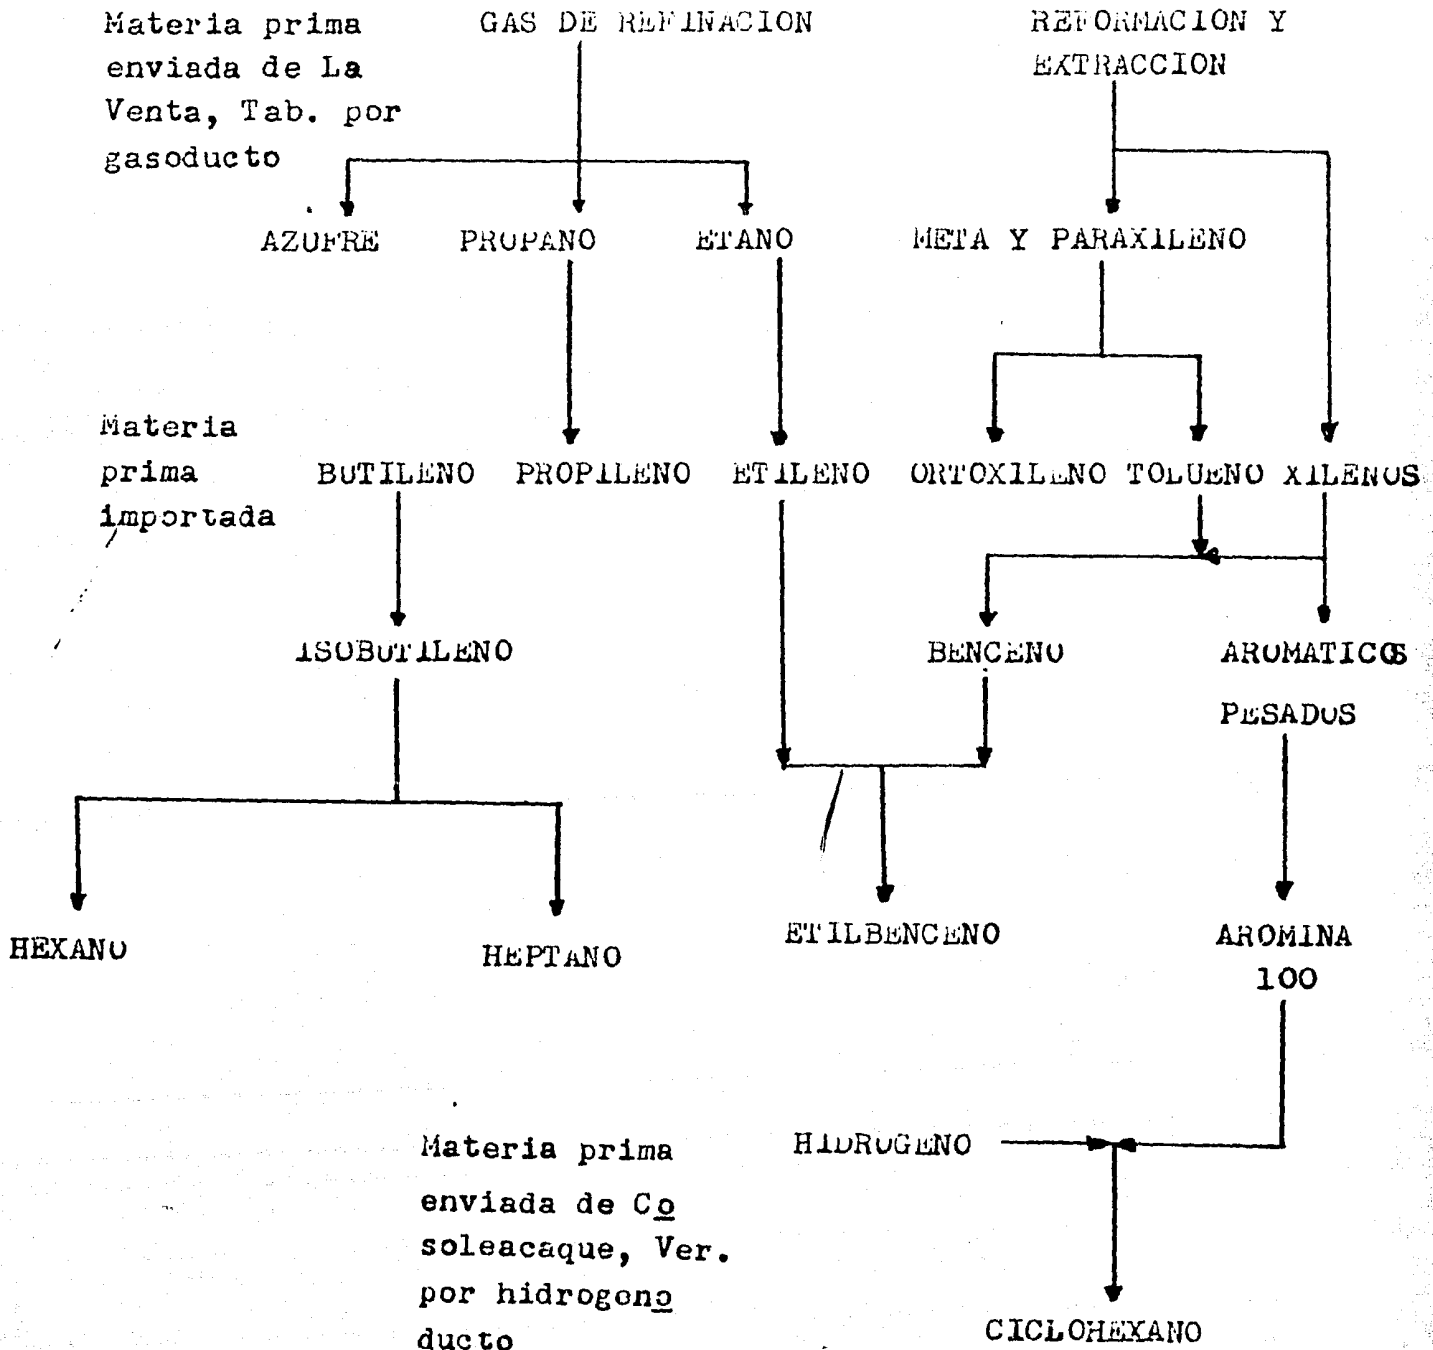 Materia prima
enviada de La
Venta, Tab. por
gasoducto
GAS DE REFINACION
REFORMACION Y
EXTRACCION
AZUFRE
PROPANO
ETANO
META Y PARAXILENO
Materia
prima
importada
BUTILENO
PROPILENO
ETILENO
ORTOXILENO
TOLUENO
XILENOS
ISOBUTILENO
BENCENO
AROMATICOS
PESADOS
HEXANO
HEPTANO
ETILBENCENO
AROMINA
100
Materia prima
enviada de Co
soleacaque, Ver.
por hidrogeno
ducto
HIDROGENO
CICLOHEXANO